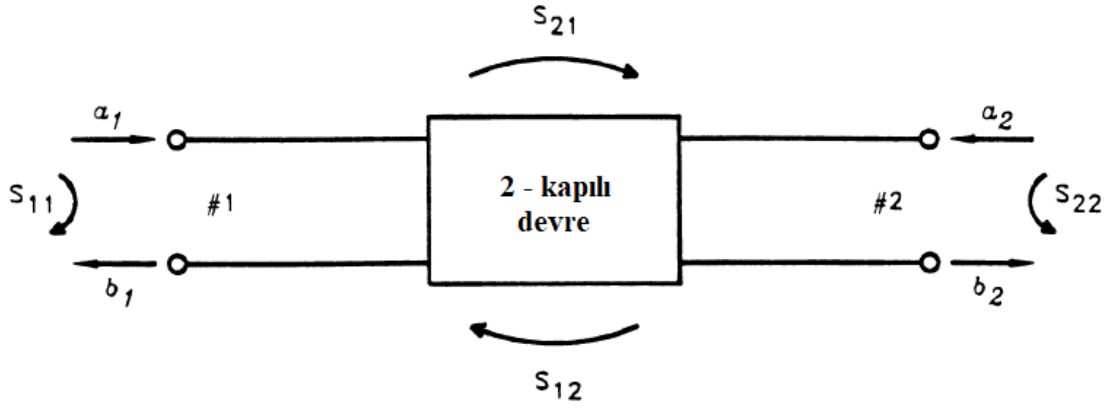 S21
a1
a2
S11
#1
2 - kapılı
devre
#2
S22
b1
b2
S12